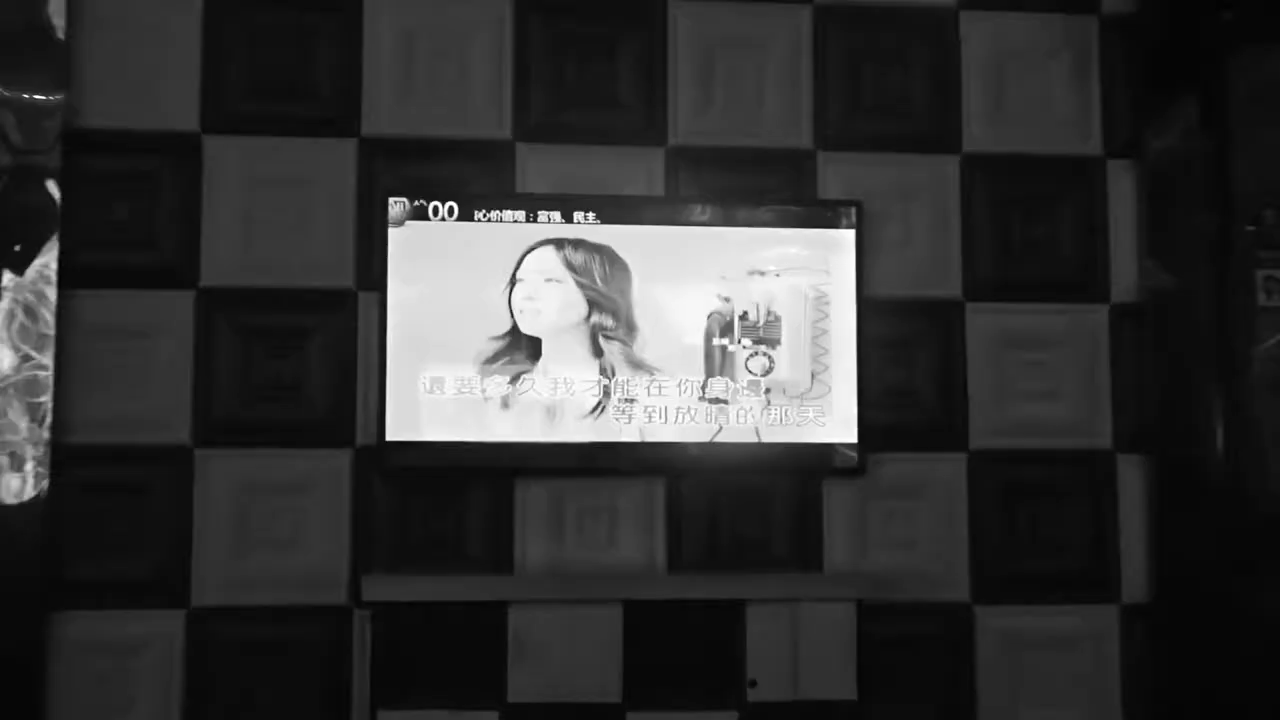 00 心价值观：富强、民主、
還要多久我才能在你身邊
等到放晴的那天